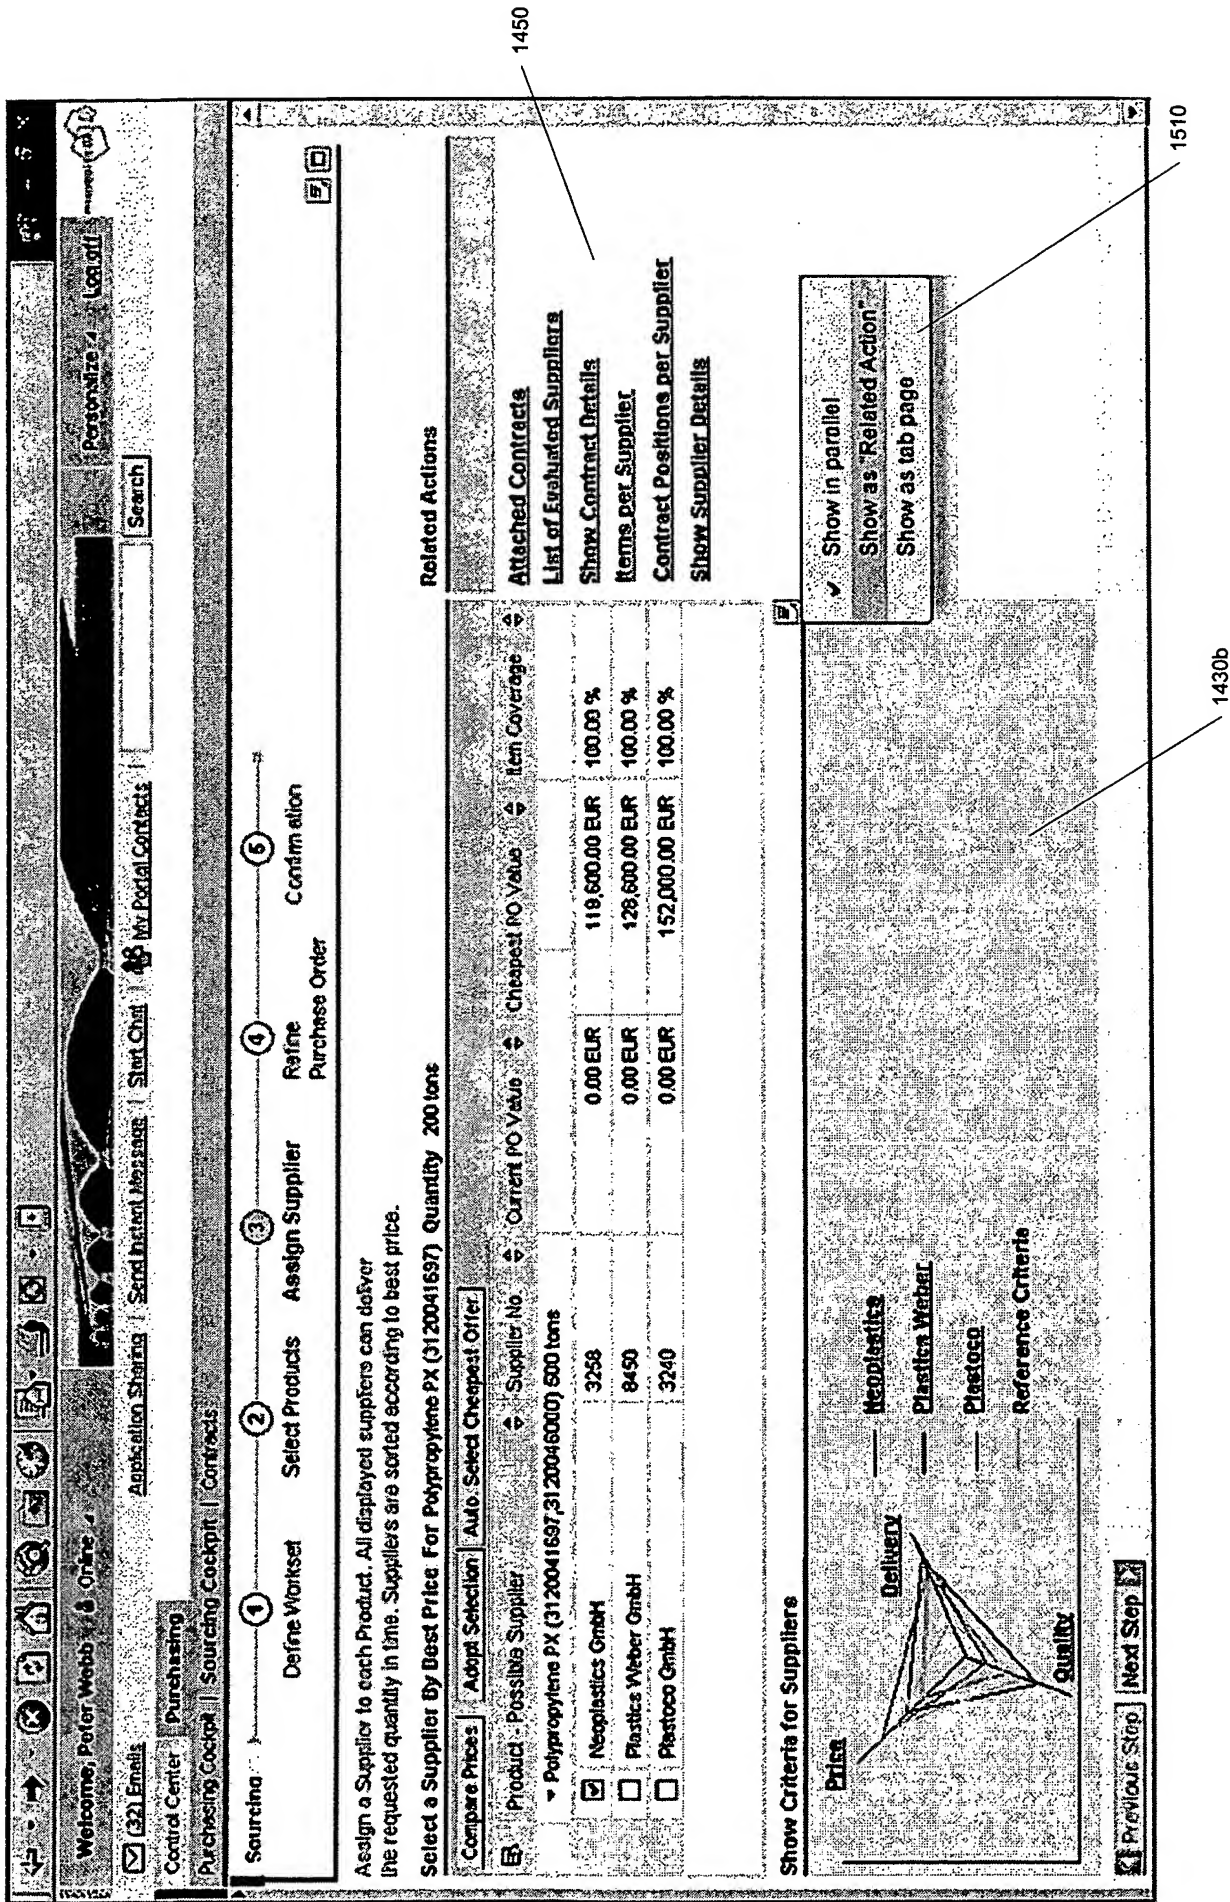 Welcome, Peter Webb & Online
Personalize Log off
(32) Emails
Application Sharing | Send Instant Message | Start Chat | My Portal Contacts | Search
Control Center Purchasing
Purchasing Cockpit | Sourcing Cockpit | Contracts
Sourcing
1 2 3 4 5
Define Workset Select Products Assign Supplier Refine Purchase Order Confirmation
Assign a Supplier to each Product. All displayed suppliers can deliver
the requested quantity in time. Suppliers are sorted according to best price.
Select a Supplier By Best Price For Polypropylene PX (3120041697) Quantity 200 tons
Related Actions
Compare Prices Adopt Selection Auto. Select Cheapest Offer.
Product - Possible Supplier Supplier No. Current PO Value Cheapest PO Value Item Coverage
Polypropylene PX (3120041697,3120046000) 600 tons
Neoplastics GmbH 3258 0.00 EUR 119,600.00 EUR 100.00 %
Plastics Weber GmbH 8450 0.00 EUR 128,600.00 EUR 100.00 %
Plastoco GmbH 3240 0.00 EUR 152,000.00 EUR 100.00 %
Attached Contracts
List of Evaluated Suppliers
Show Contract Details
Items per Supplier
Contract Positions per Supplier
Show Supplier Details
Show Criteria for Suppliers
Show in parallel
Show as "Related Action"
Show as tab page
Price
Delivery
Quality
Neoplastics
Plastics Weber
Plastoco
Reference Criteria
Previous Step Next Step
1450
1510
1430b